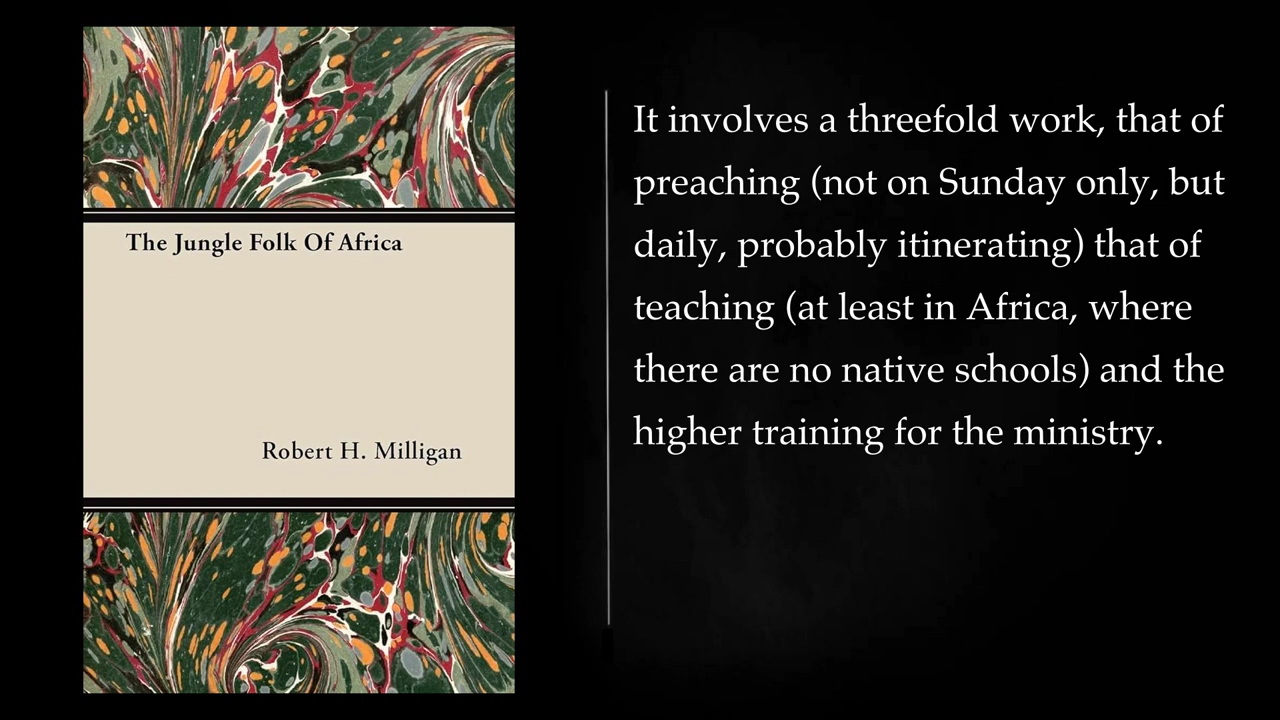 The Jungle Folk Of Africa
Robert H. Milligan
It involves a threefold work, that of
preaching (not on Sunday only, but
daily, probably itinerating) that of
teaching (at least in Africa, where
there are no native schools) and the
higher training for the ministry.